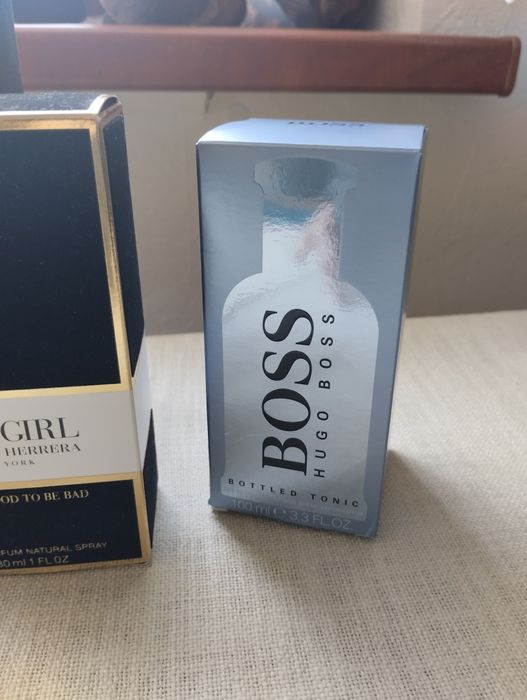 GIRL
HERRERA
YORK
OD TO BE BAD
FUM NATURAL SPRAY
80 ml 1 FL OZ
BOSS
BOSS
HUGO BOSS
BOTTLED TONIC
100 ml ℮ 3.3 FL.OZ